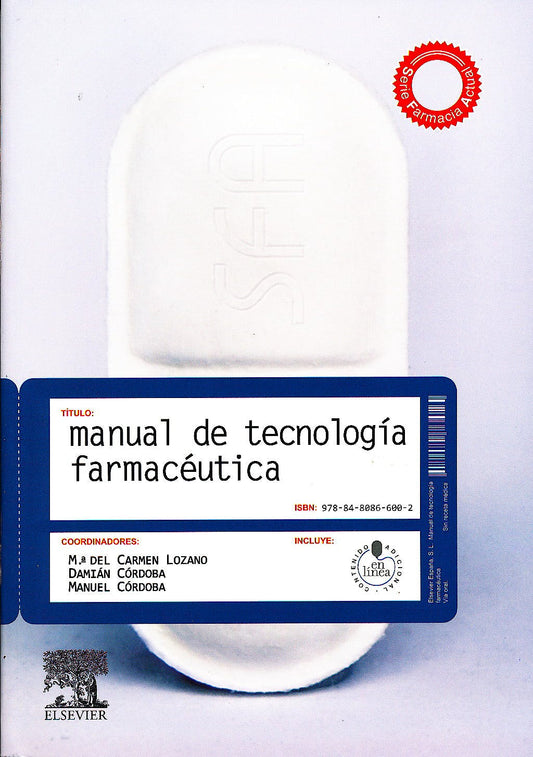 Serie Farmacia Actual
SFA
TÍTULO:
manual de tecnología
farmacéutica
ISBN: 978-84-8086-600-2
COORDINADORES:
M.ª DEL CARMEN LOZANO
DAMIÁN CÓRDOBA
MANUEL CÓRDOBA
INCLUYE:
CONTENIDO ADICIONAL
en
línea
Elsevier España, S. L. Manual de tecnología
farmacéutica
Vía oral
Sin receta médica
ELSEVIER